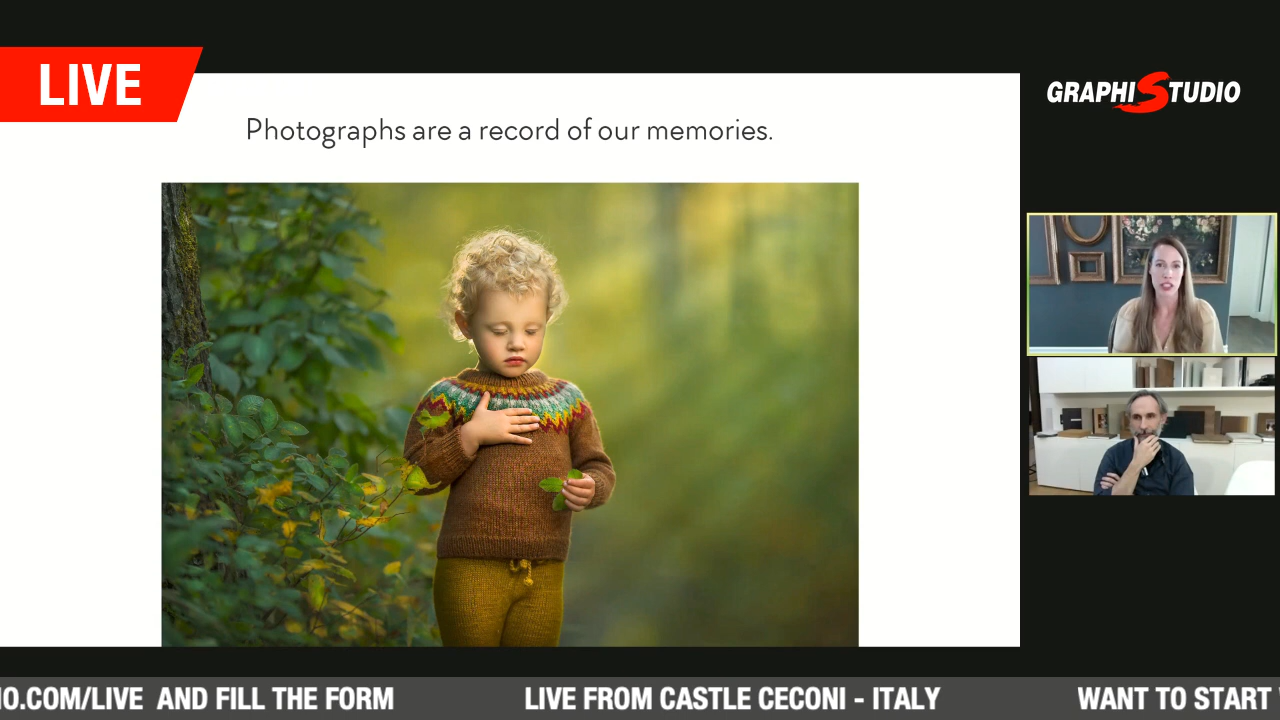 LIVE
Photographs are a record of our memories.
GRAPHISTUDIO
IO.COM/LIVE AND FILL THE FORM
LIVE FROM CASTLE CECONI - ITALY
WANT TO START